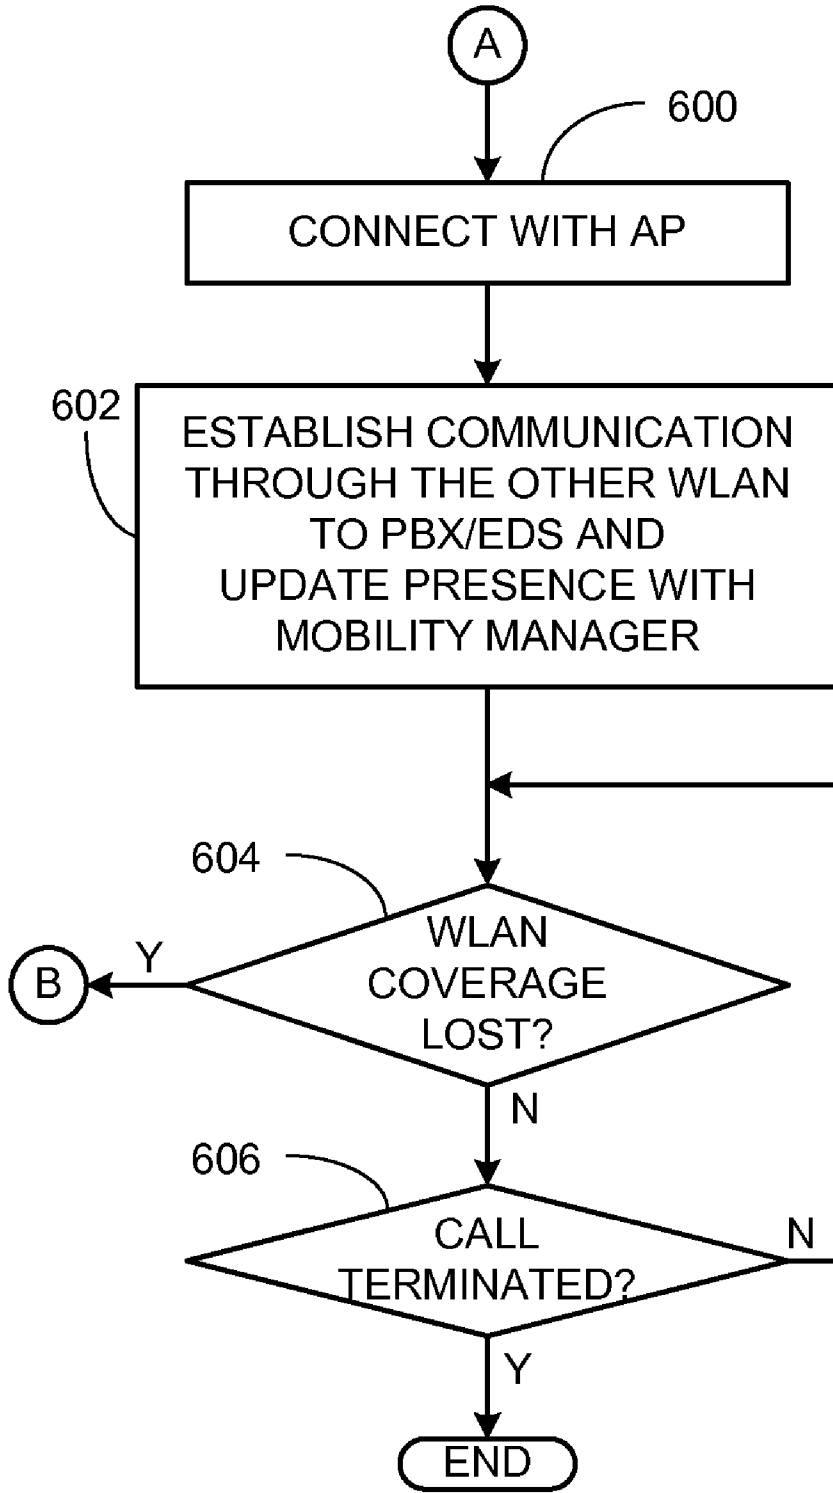 A
600
CONNECT WITH AP
602
ESTABLISH COMMUNICATION
THROUGH THE OTHER WLAN
TO PBX/EDS AND
UPDATE PRESENCE WITH
MOBILITY MANAGER
604
WLAN
COVERAGE
LOST?
Y
B
N
606
CALL
TERMINATED?
N
Y
END